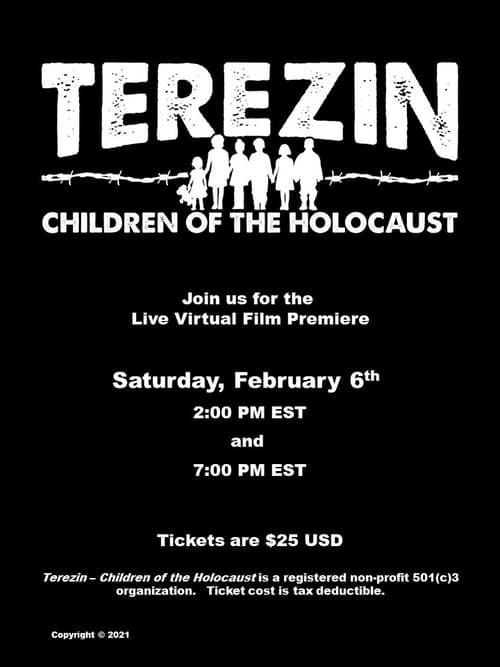 TEREZIN
CHILDREN OF THE HOLOCAUST
Join us for the
Live Virtual Film Premiere
Saturday, February 6th
2:00 PM EST
and
7:00 PM EST
Tickets are $25 USD
Terezin – Children of the Holocaust is a registered non-profit 501(c)3
organization. Ticket cost is tax deductible.
Copyright © 2021